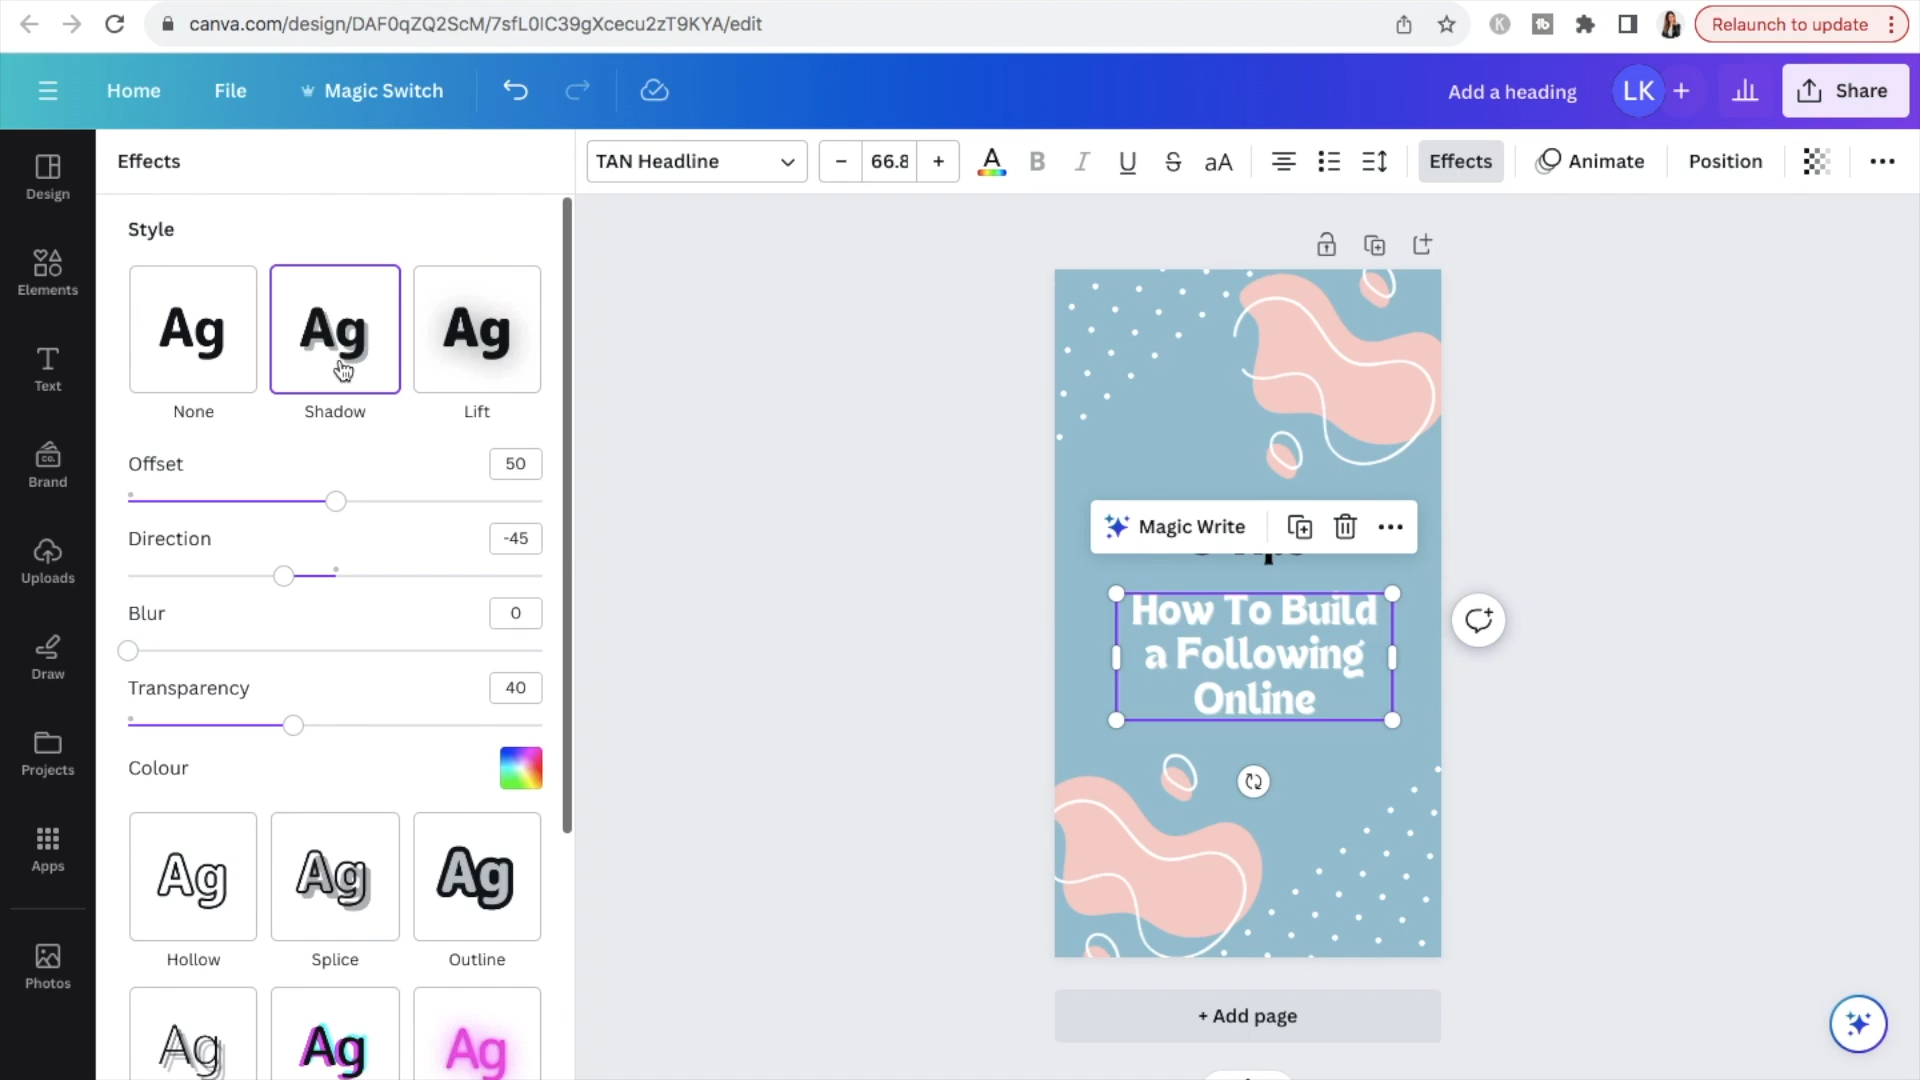 canva.com/design/DAF0qZQ2ScM/7sfL0IC39gXcecu2zT9KYA/edit
Relaunch to update
Home
File
Magic Switch
Add a heading
LK
Share
Design
Elements
Text
Brand
Uploads
Draw
Projects
Apps
Photos
Effects
Style
Ag
Ag
Ag
None
Shadow
Lift
Offset
50
Direction
-45
Blur
0
Transparency
40
Colour
Ag
Ag
Ag
Hollow
Splice
Outline
Ag
Ag
Ag
TAN Headline
66.8
A
B
I
U
S
aA
Effects
Animate
Position
Magic Write
How To Build
a Following
Online
+ Add page